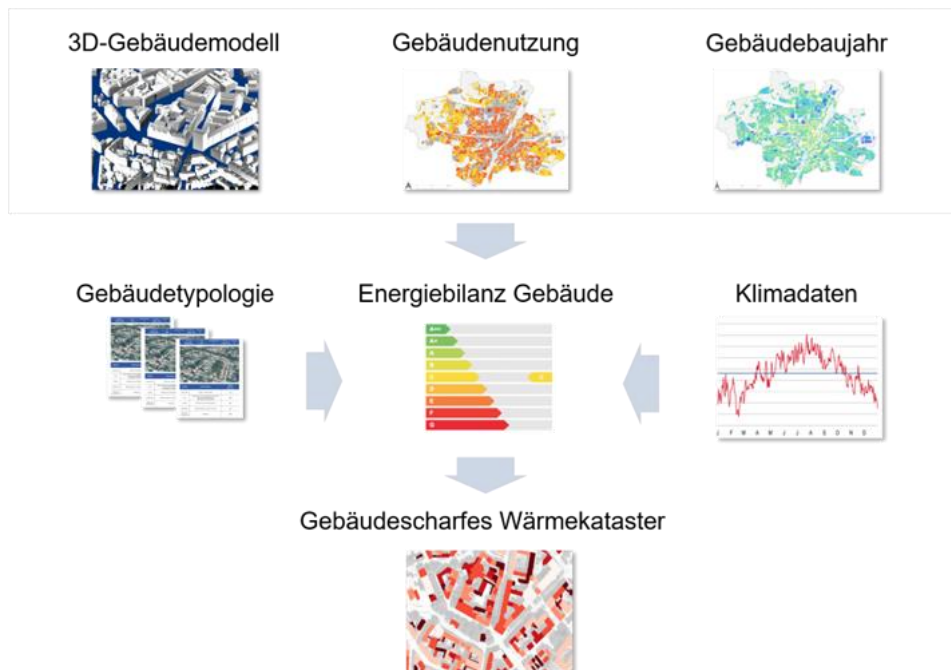 3D-Gebäudemodell
Gebäudenutzung
Gebäudebaujahr
A
A
Gebäudetypologie
Energiebilanz Gebäude
Klimadaten
A++
A+
A
B
C
C
D
E
F
G
J F M A M J J A S O N D
Gebäudescharfes Wärmekataster